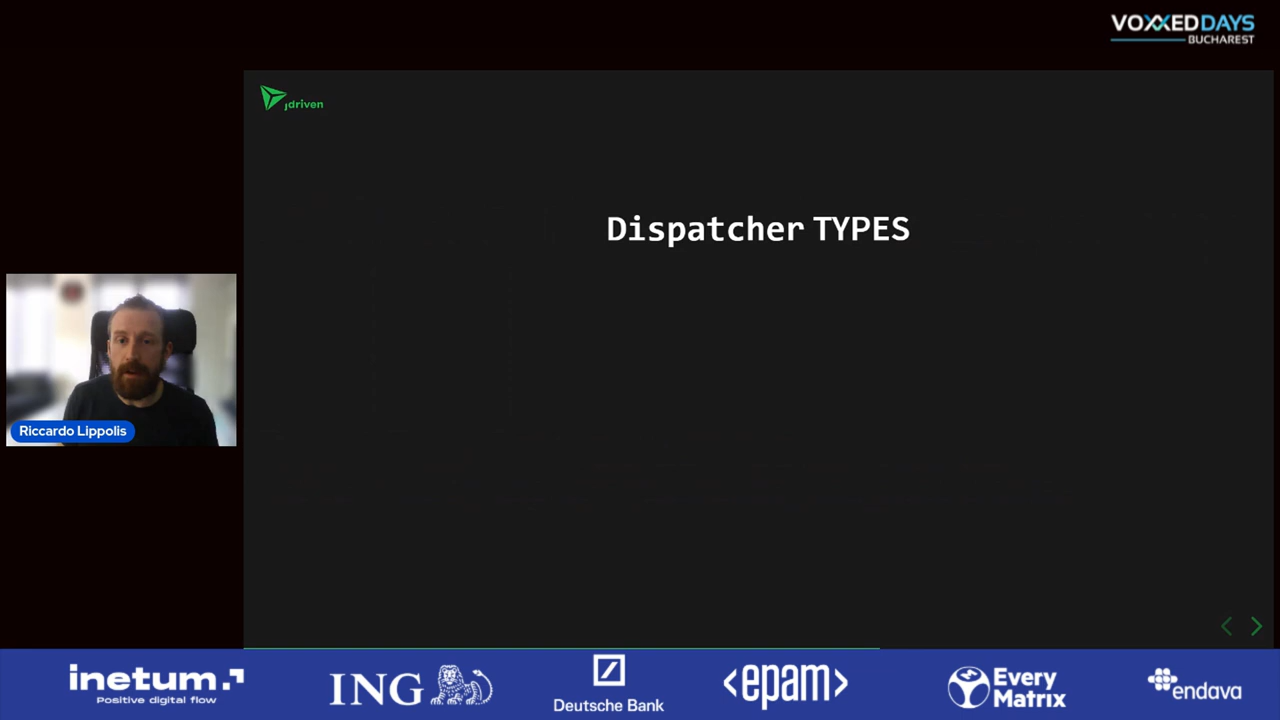 VOXXEDDAYS
BUCHAREST
jdriven
Dispatcher TYPES
Riccardo Lippolis
inetum.
Positive digital flow
ING
Deutsche Bank
<epam>
Every
Matrix
endava